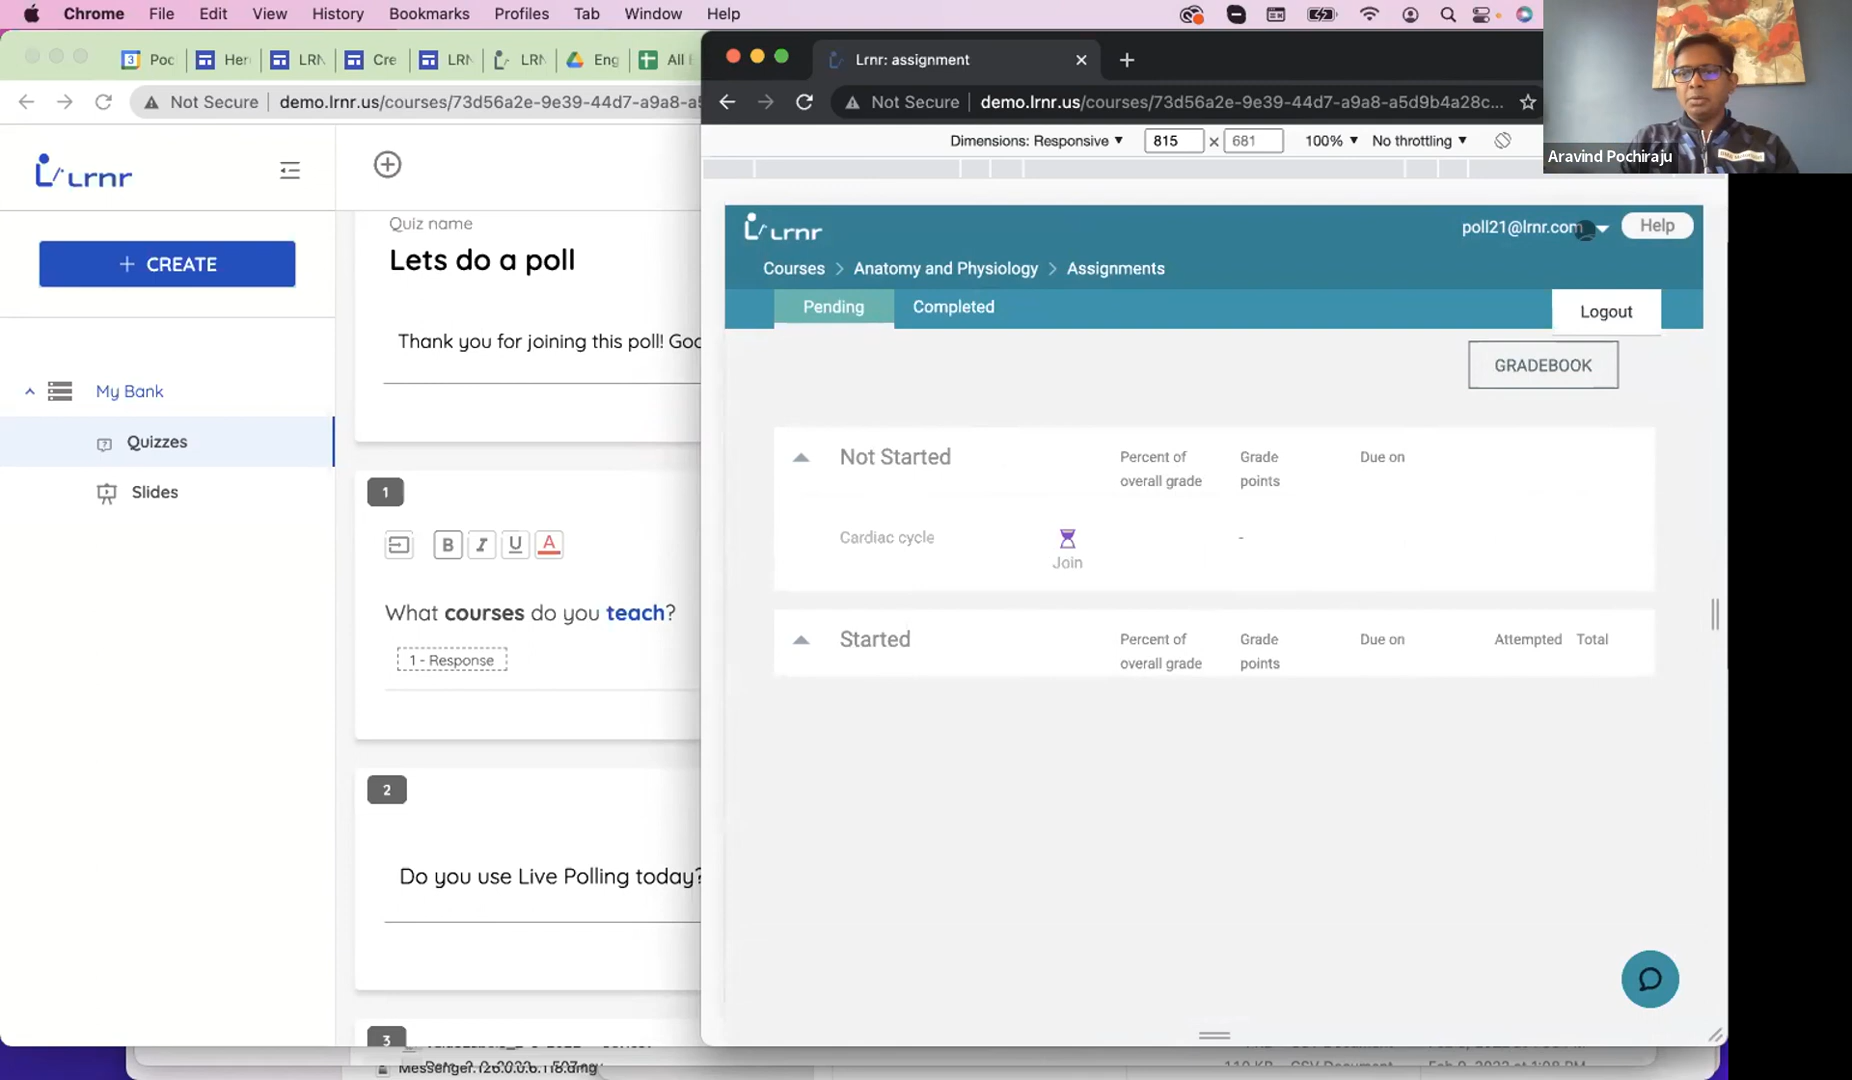 Chrome File Edit View History Bookmarks Profiles Tab Window Help
Poc Her LRN Cre LRN LRN Eng All
Not Secure demo.lrnr.us/courses/73d56a2e-9e39-44d7-a9a8-a5
Lrnr: assignment
Not Secure demo.lrnr.us/courses/73d56a2e-9e39-44d7-a9a8-a5d9b4a28c...
Dimensions: Responsive 815 × 681 100% No throttling
Aravind Pochiraju
Lrnr
CREATE
My Bank
Quizzes
Slides
Quiz name
Lets do a poll
Thank you for joining this poll! Goo
1
B I U A
What courses do you teach?
1 - Response
2
Do you use Live Polling today?
3
Lrnr
poll21@lrnr.com
Help
Courses > Anatomy and Physiology > Assignments
Pending Completed
Logout
GRADEBOOK
Not Started Percent of overall grade Grade points Due on
Cardiac cycle Join -
Started Percent of overall grade Grade points Due on Attempted Total